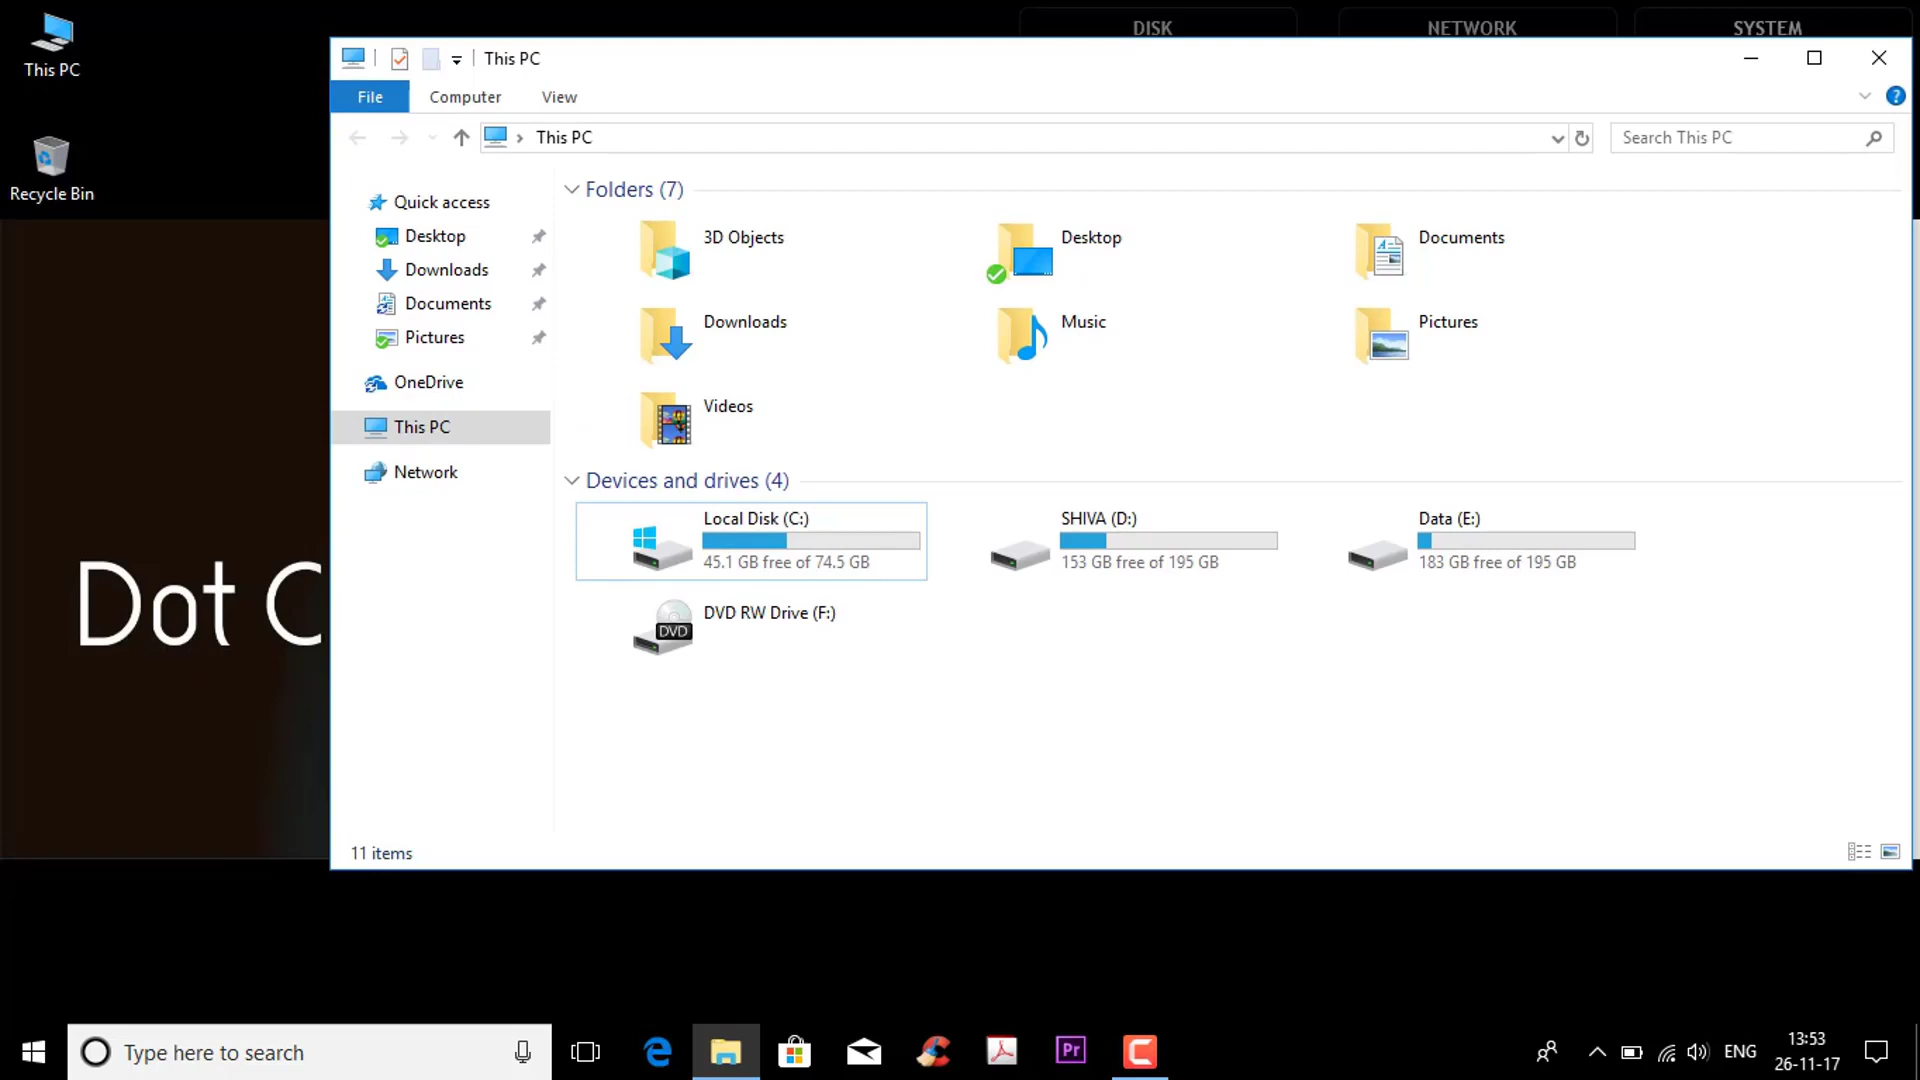 DISK
NETWORK
SYSTEM
This PC
Recycle Bin
Dot C
This PC
File
Computer
View
This PC
Search This PC
Quick access
Desktop
Downloads
Documents
Pictures
OneDrive
This PC
Network
Folders (7)
3D Objects
Desktop
Documents
Downloads
Music
Pictures
Videos
Devices and drives (4)
Local Disk (C:)
45.1 GB free of 74.5 GB
SHIVA (D:)
153 GB free of 195 GB
Data (E:)
183 GB free of 195 GB
DVD
DVD RW Drive (F:)
11 items
Type here to search
Pr
ENG
13:53
26-11-17